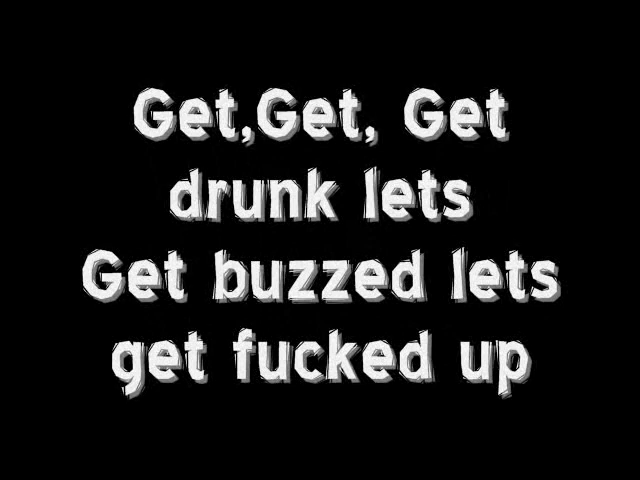 Get,Get, Get
drunk lets
Get buzzed lets
get fucked up